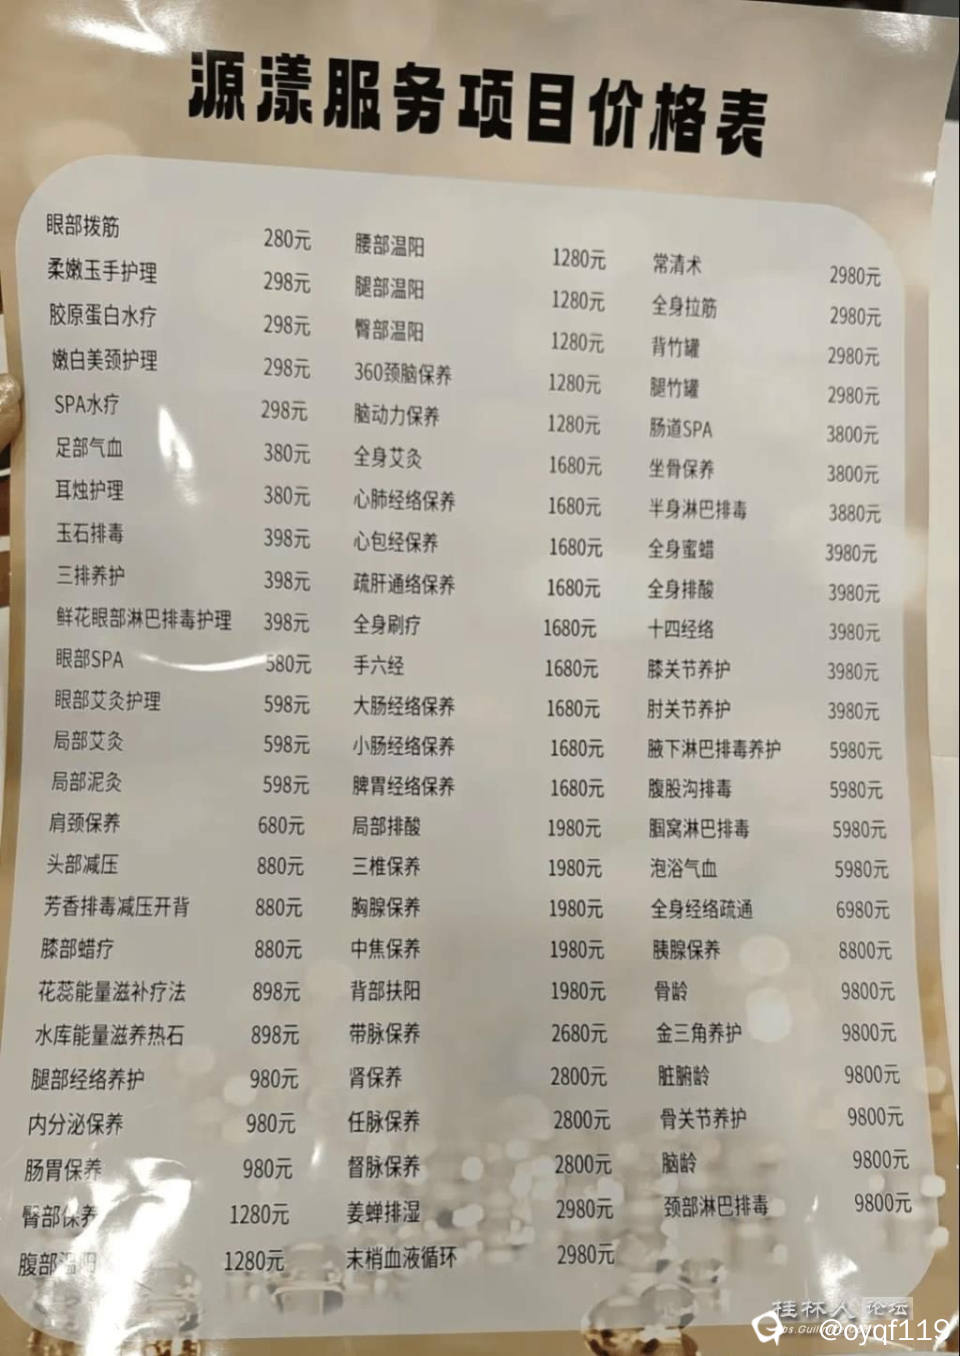 源漾服务项目价格表
眼部拨筋 280元
柔嫩玉手护理 298元
胶原蛋白水疗 298元
嫩白美颈护理 298元
SPA水疗 298元
足部气血 380元
耳烛护理 380元
玉石排毒 398元
三排养护 398元
鲜花眼部淋巴排毒护理 398元
眼部SPA 580元
眼部艾灸护理 598元
局部艾灸 598元
局部泥灸 598元
肩颈保养 680元
头部减压 880元
芳香排毒减压开背 880元
膝部蜡疗 880元
花蕊能量滋补疗法 898元
水库能量滋养热石 898元
腿部经络养护 980元
内分泌保养 980元
肠胃保养 980元
臀部保养 1280元
腹部温阳 1280元
腰部温阳 1280元
腿部温阳 1280元
臀部温阳 1280元
360颈脑保养 1280元
脑动力保养 1280元
全身艾灸 1680元
心肺经络保养 1680元
心包经保养 1680元
疏肝通络保养 1680元
全身刷疗 1680元
手六经 1680元
大肠经络保养 1680元
小肠经络保养 1680元
脾胃经络保养 1680元
局部排酸 1980元
三椎保养 1980元
胸腺保养 1980元
中焦保养 1980元
背部扶阳 1980元
带脉保养 2680元
肾保养 2800元
任脉保养 2800元
督脉保养 2800元
姜蝉排湿 2980元
末梢血液循环 2980元
常清术 2980元
全身拉筋 2980元
背竹罐 2980元
腿竹罐 2980元
肠道SPA 3800元
坐骨保养 3800元
半身淋巴排毒 3880元
全身蜜蜡 3980元
全身排酸 3980元
十四经络 3980元
膝关节养护 3980元
肘关节养护 3980元
腋下淋巴排毒养护 5980元
腹股沟排毒 5980元
腘窝淋巴排毒 5980元
泡浴气血 5980元
全身经络疏通 6980元
胰腺保养 8800元
骨龄 9800元
金三角养护 9800元
脏腑龄 9800元
骨关节养护 9800元
脑龄 9800元
颈部淋巴排毒 9800元
桂林人论坛
@oyqf119